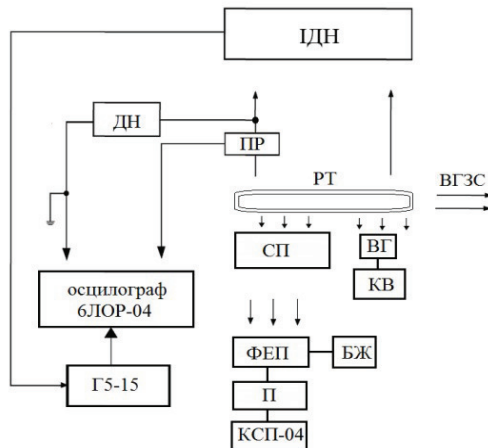 ІДН
ДН
ПР
РТ
ВГЗС
СП
ВГ
КВ
осцилограф
6ЛОР-04
ФЕП
БЖ
Г5-15
П
КСП-04